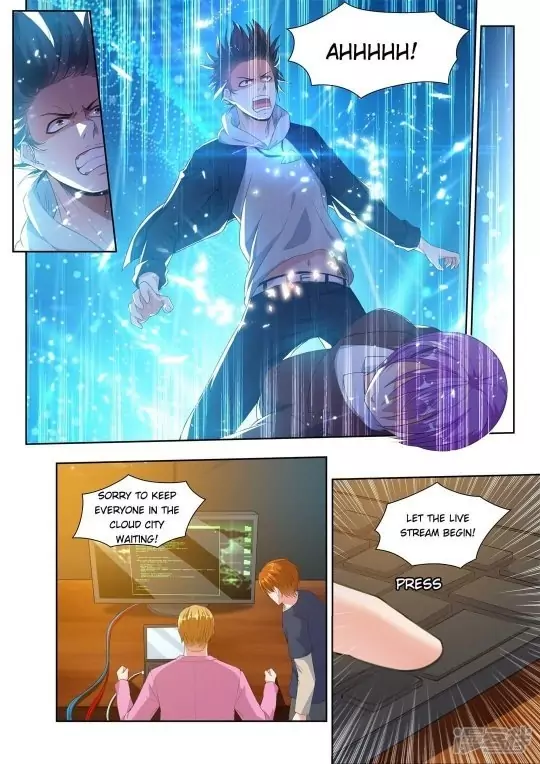 AHHHHH!
SORRY TO KEEP
EVERYONE IN THE
CLOUD CITY
WAITING!
LET THE LIVE
STREAM BEGIN!
PRESS